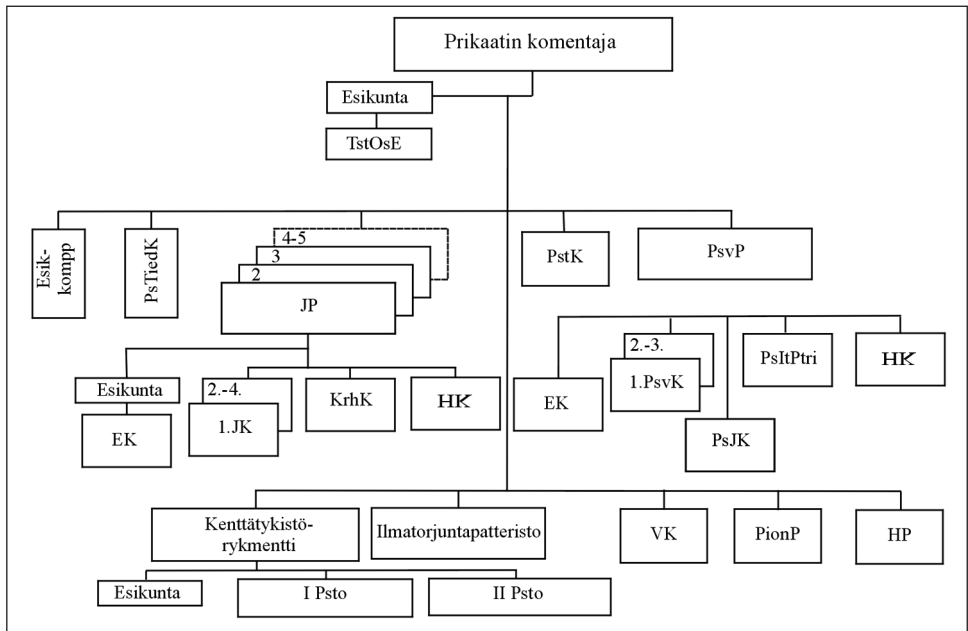 Prikaatin komentaja
Esikunta
TstOsE
Esik-
kompp
PsTiedK
4-5
3
2
JP
PstK
PsvP
Esikunta
EK
2.-4.
1.JK
KrhK
HK
EK
2.-3.
1.PsvK
PsJK
PsItPtri
HK
Kenttätykistö-
rykmentti
Ilmatorjuntapatteristo
VK
PionP
HP
Esikunta
I Psto
II Psto